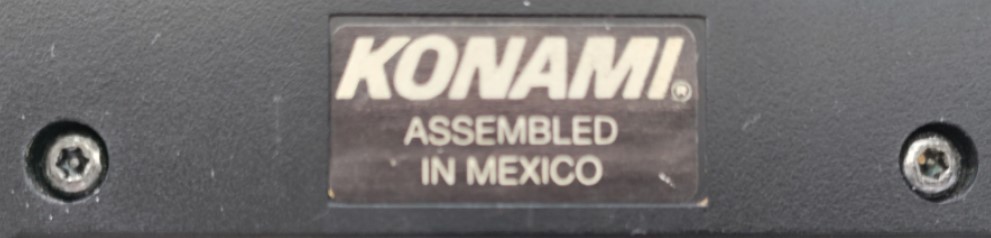 KONAMI®
ASSEMBLED
IN MEXICO